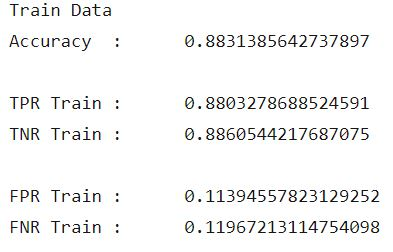 Train Data
Accuracy  :      0.8831385642737897
TPR Train :      0.8803278688524591
TNR Train :      0.8860544217687075
FPR Train :      0.11394557823129252
FNR Train :      0.11967213114754098